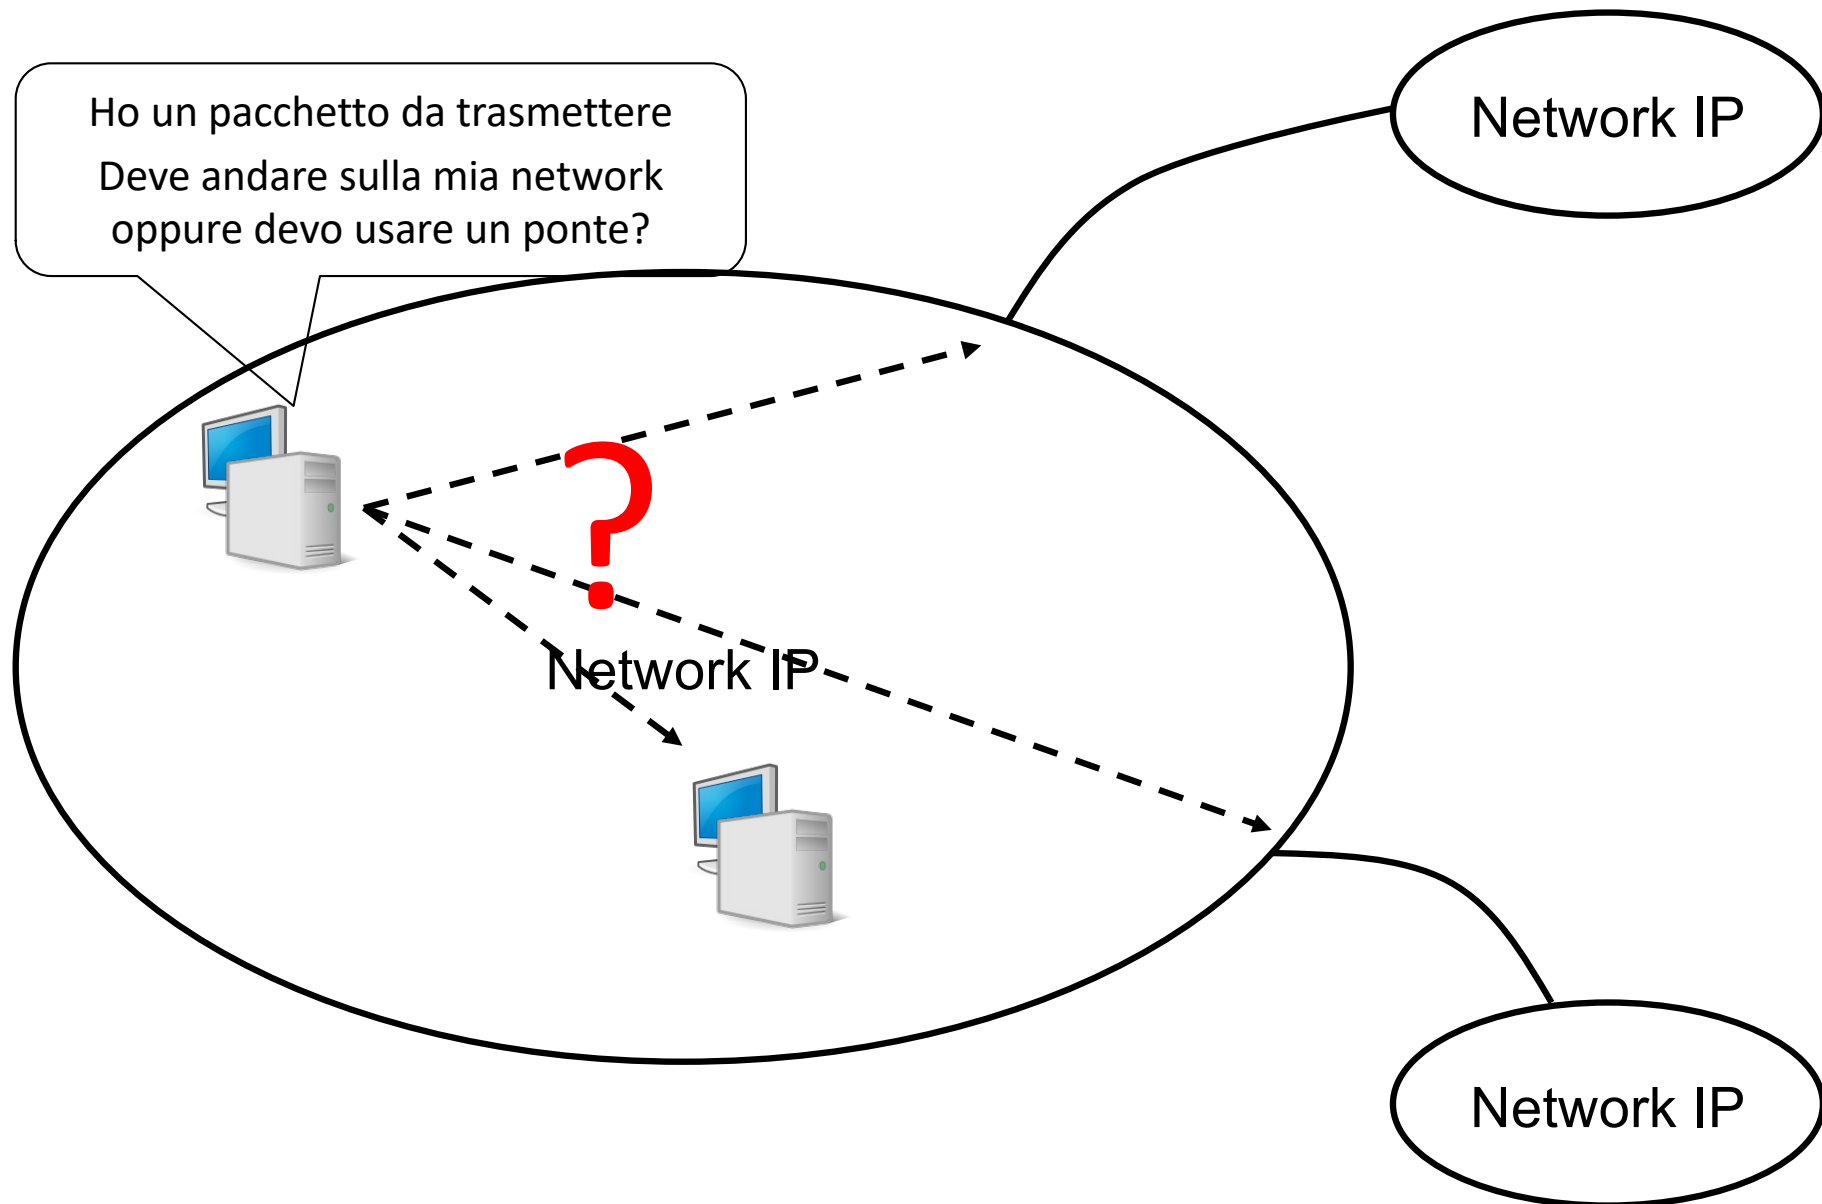 Ho un pacchetto da trasmettere
Deve andare sulla mia network
oppure devo usare un ponte?
Network IP
?
Network IP
Network IP